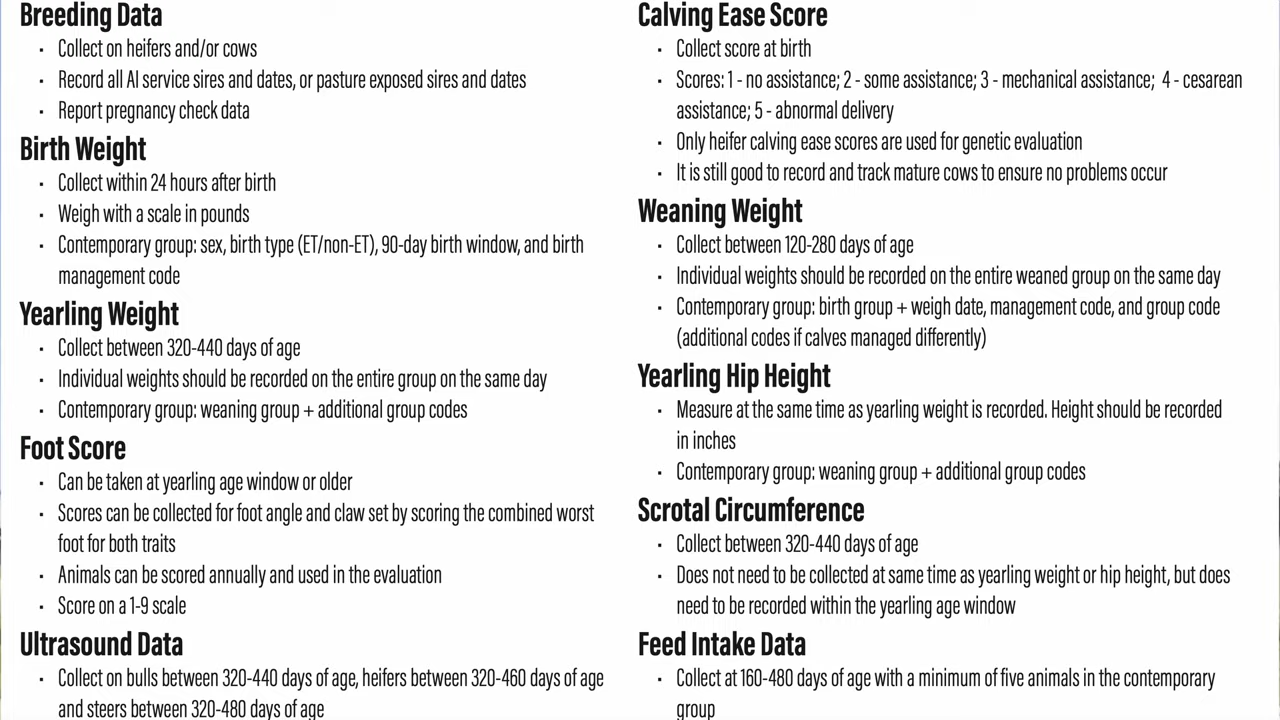 Breeding Data
· Collect on heifers and/or cows
· Record all AI service sires and dates, or pasture exposed sires and dates
· Report pregnancy check data
Birth Weight
· Collect within 24 hours after birth
· Weigh with a scale in pounds
· Contemporary group: sex, birth type (ET/non-ET), 90-day birth window, and birth
management code
Yearling Weight
· Collect between 320-440 days of age
· Individual weights should be recorded on the entire group on the same day
· Contemporary group: weaning group + additional group codes
Foot Score
· Can be taken at yearling age window or older
· Scores can be collected for foot angle and claw set by scoring the combined worst
foot for both traits
· Animals can be scored annually and used in the evaluation
· Score on a 1-9 scale
Ultrasound Data
· Collect on bulls between 320-440 days of age, heifers between 320-460 days of age
and steers between 320-480 days of age
Calving Ease Score
· Collect score at birth
· Scores: 1 - no assistance; 2 - some assistance; 3 - mechanical assistance; 4 - cesarean
assistance; 5 - abnormal delivery
· Only heifer calving ease scores are used for genetic evaluation
· It is still good to record and track mature cows to ensure no problems occur
Weaning Weight
· Collect between 120-280 days of age
· Individual weights should be recorded on the entire weaned group on the same day
· Contemporary group: birth group + weigh date, management code, and group code
(additional codes if calves managed differently)
Yearling Hip Height
· Measure at the same time as yearling weight is recorded. Height should be recorded
in inches
· Contemporary group: weaning group + additional group codes
Scrotal Circumference
· Collect between 320-440 days of age
· Does not need to be collected at same time as yearling weight or hip height, but does
need to be recorded within the yearling age window
Feed Intake Data
· Collect at 160-480 days of age with a minimum of five animals in the contemporary
group